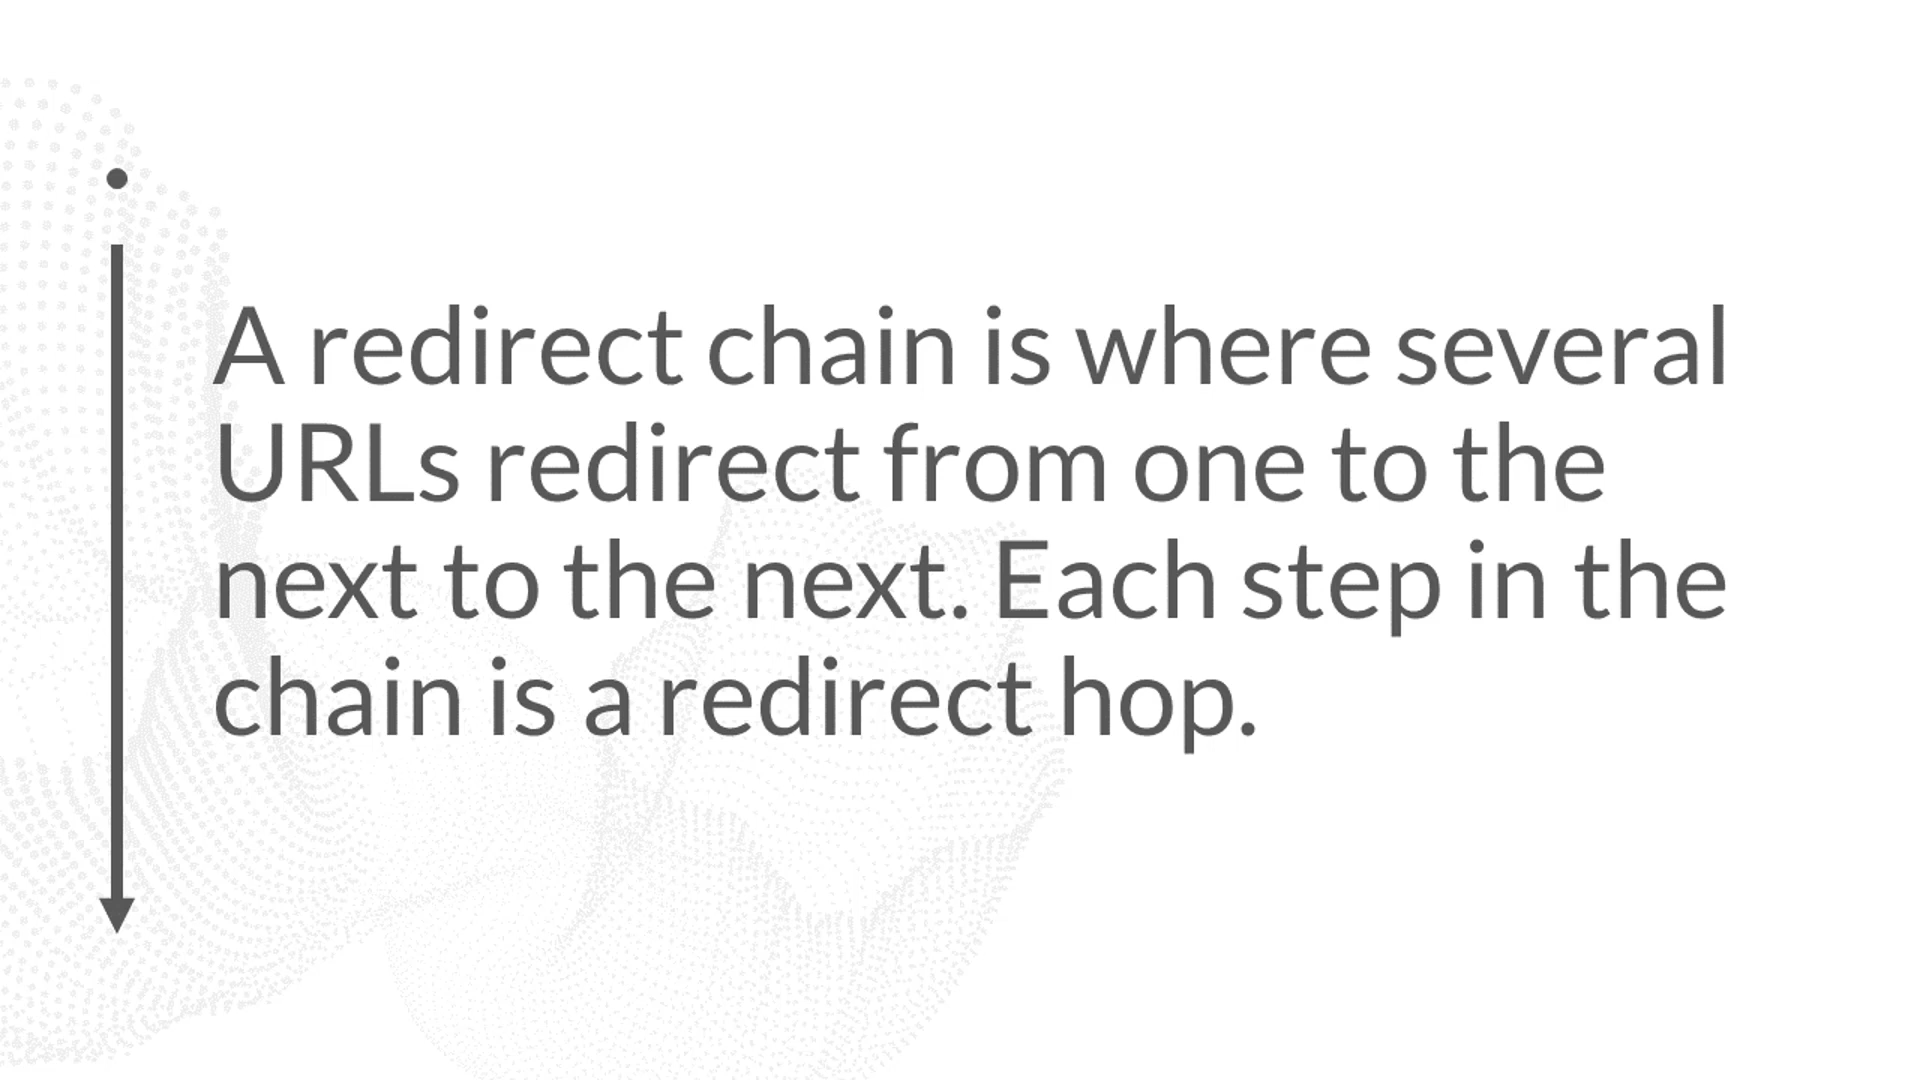 A redirect chain is where several
URLs redirect from one to the
next to the next. Each step in the
chain is a redirect hop.